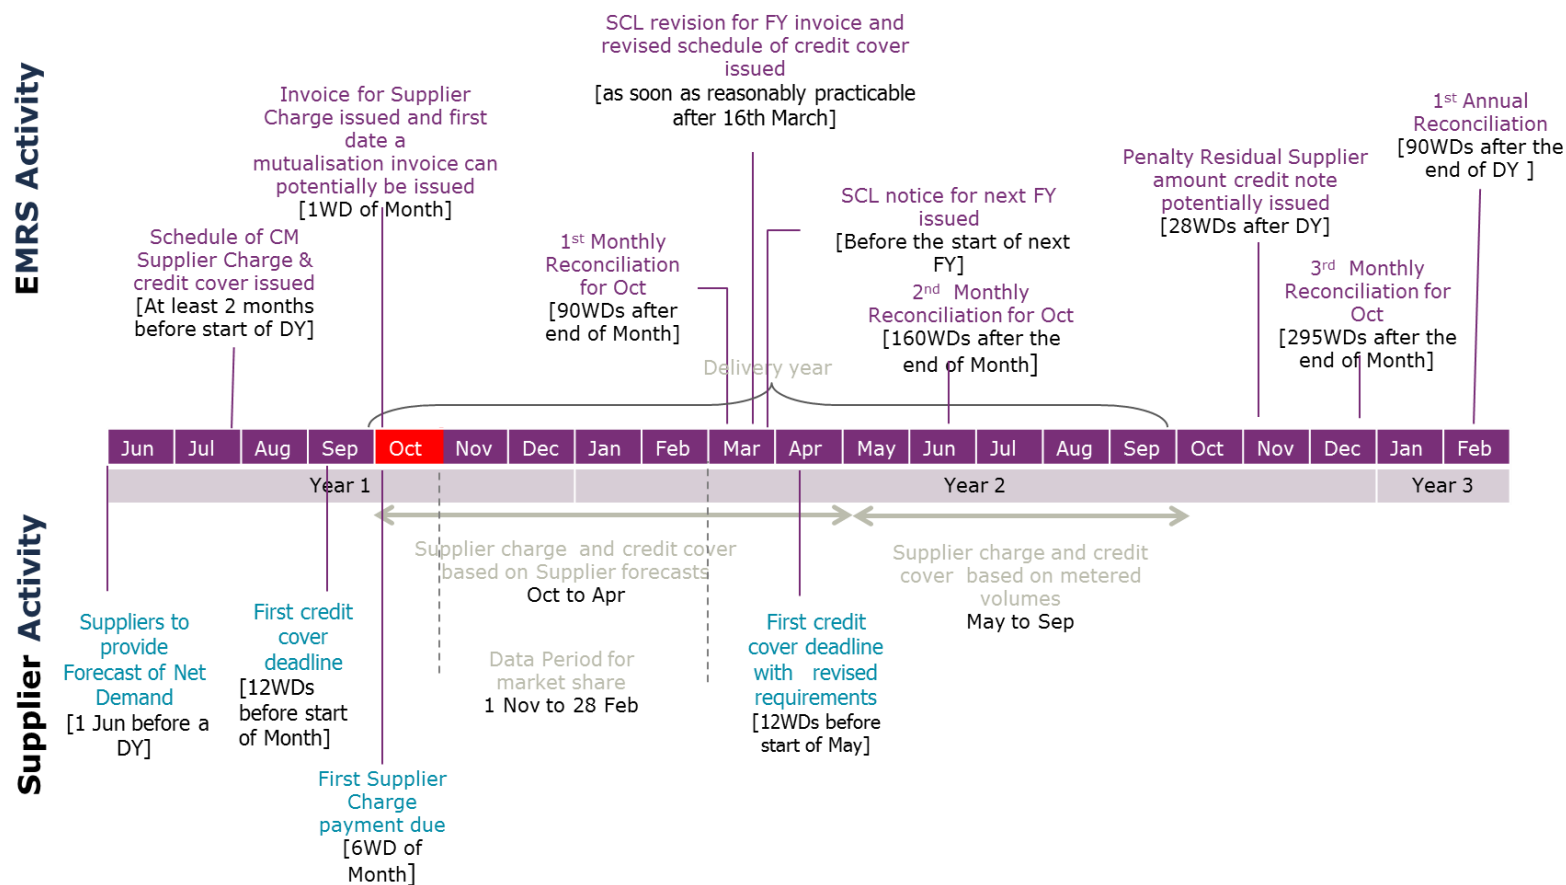 EMRS Activity
SCL revision for FY invoice and
revised schedule of credit cover
issued
[as soon as reasonably practicable
after 16th March]
Invoice for Supplier
Charge issued and first
date a
mutualisation invoice can
potentially be issued
[1WD of Month]
1st Annual
Reconciliation
[90WDs after the
end of DY ]
Penalty Residual Supplier
amount credit note
potentially issued
[28WDs after DY]
SCL notice for next FY
issued
[Before the start of next
FY]
Schedule of CM
Supplier Charge &
credit cover issued
[At least 2 months
before start of DY]
1st Monthly
Reconciliation
for Oct
[90WDs after
end of Month]
2nd Monthly
Reconciliation for Oct
[160WDs after the
end of Month]
3rd Monthly
Reconciliation for
Oct
[295WDs after the
end of Month]
Delivery year
Jun Jul Aug Sep Oct Nov Dec Jan Feb Mar Apr May Jun Jul Aug Sep Oct Nov Dec Jan Feb
Year 1 Year 2 Year 3
Supplier Activity
Supplier charge and credit cover
based on Supplier forecasts
Oct to Apr
Supplier charge and credit
cover based on metered
volumes
May to Sep
Suppliers to
provide
Forecast of Net
Demand
[1 Jun before a
DY]
First credit
cover
deadline
[12WDs
before start
of Month]
Data Period for
market share
1 Nov to 28 Feb
First credit
cover deadline
with revised
requirements
[12WDs before
start of May]
First Supplier
Charge
payment due
[6WD of
Month]